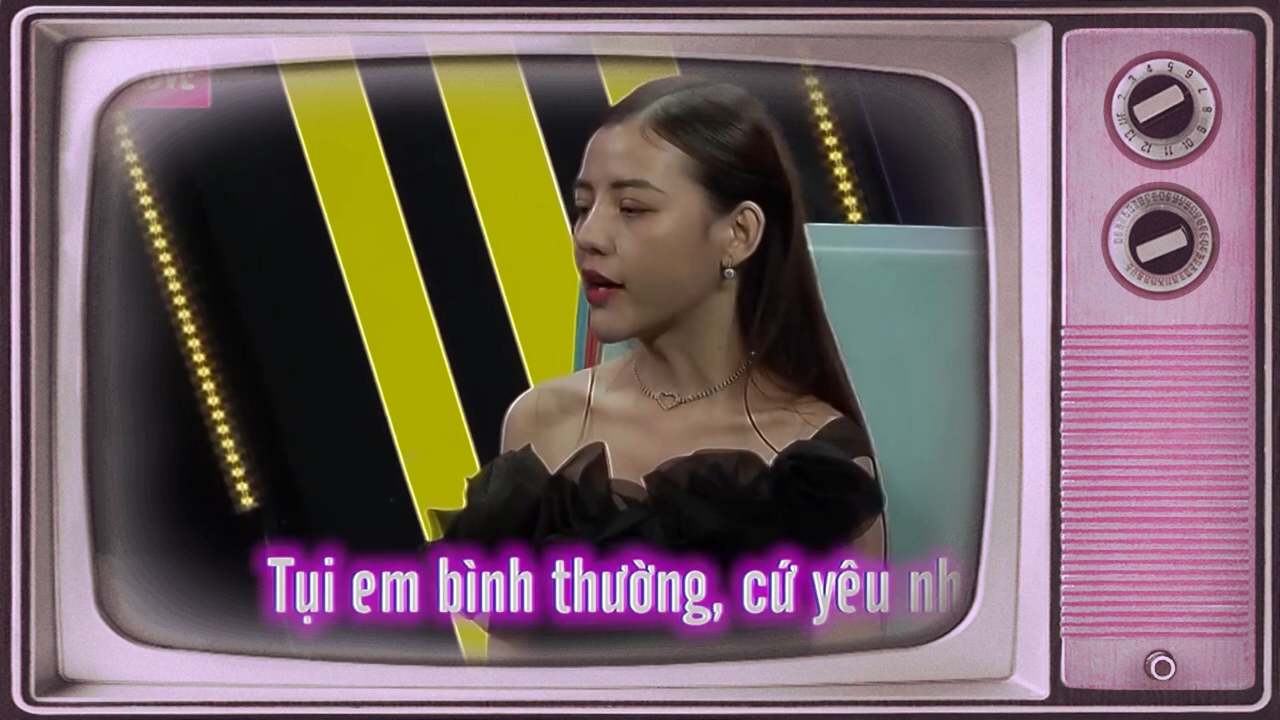 Tụi em bình thường, cứ yêu nh